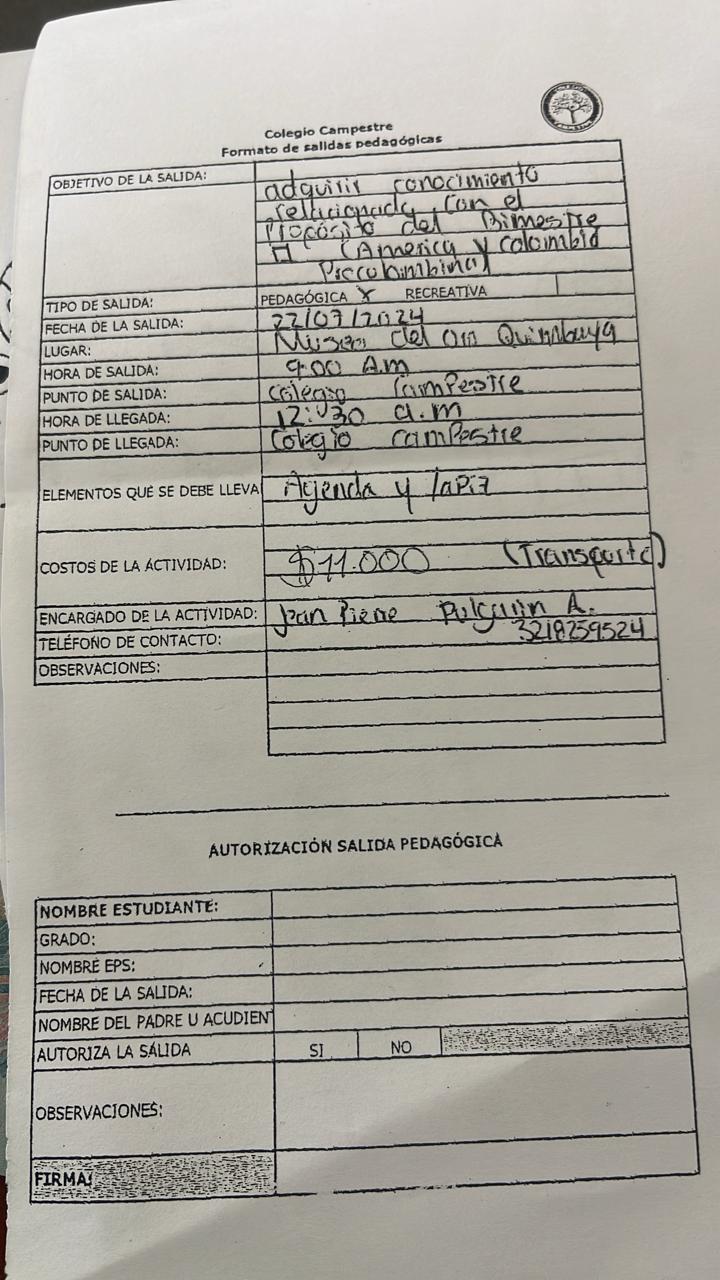 Colegio Campestre
Formato de salidas pedagógicas
OBJETIVO DE LA SALIDA: adquirir conocimiento
relacionada con el
Propósito del Bimestre
II (America y colombia
Precolombina)
TIPO DE SALIDA: PEDAGÓGICA X RECREATIVA
FECHA DE LA SALIDA: 22/07/2024
LUGAR: Museo del oro Quimbaya
HORA DE SALIDA: 9:00 A.m
PUNTO DE SALIDA: colegio CamPestre
HORA DE LLEGADA: 12:30 a.m
PUNTO DE LLEGADA: Colegio camPestre
ELEMENTOS QUE SE DEBE LLEVA Agenda y lapiz
COSTOS DE LA ACTIVIDAD: $11.000 (Transporte)
ENCARGADO DE LA ACTIVIDAD: Jean Pierre Pulgarin A.
TELÉFONO DE CONTACTO: 3218259524
OBSERVACIONES:
AUTORIZACIÓN SALIDA PEDAGÓGICA
NOMBRE ESTUDIANTE:
GRADO:
NOMBRE EPS:
FECHA DE LA SALIDA:
NOMBRE DEL PADRE U ACUDIENT
AUTORIZA LA SALIDA SI NO
OBSERVACIONES:
FIRMA: